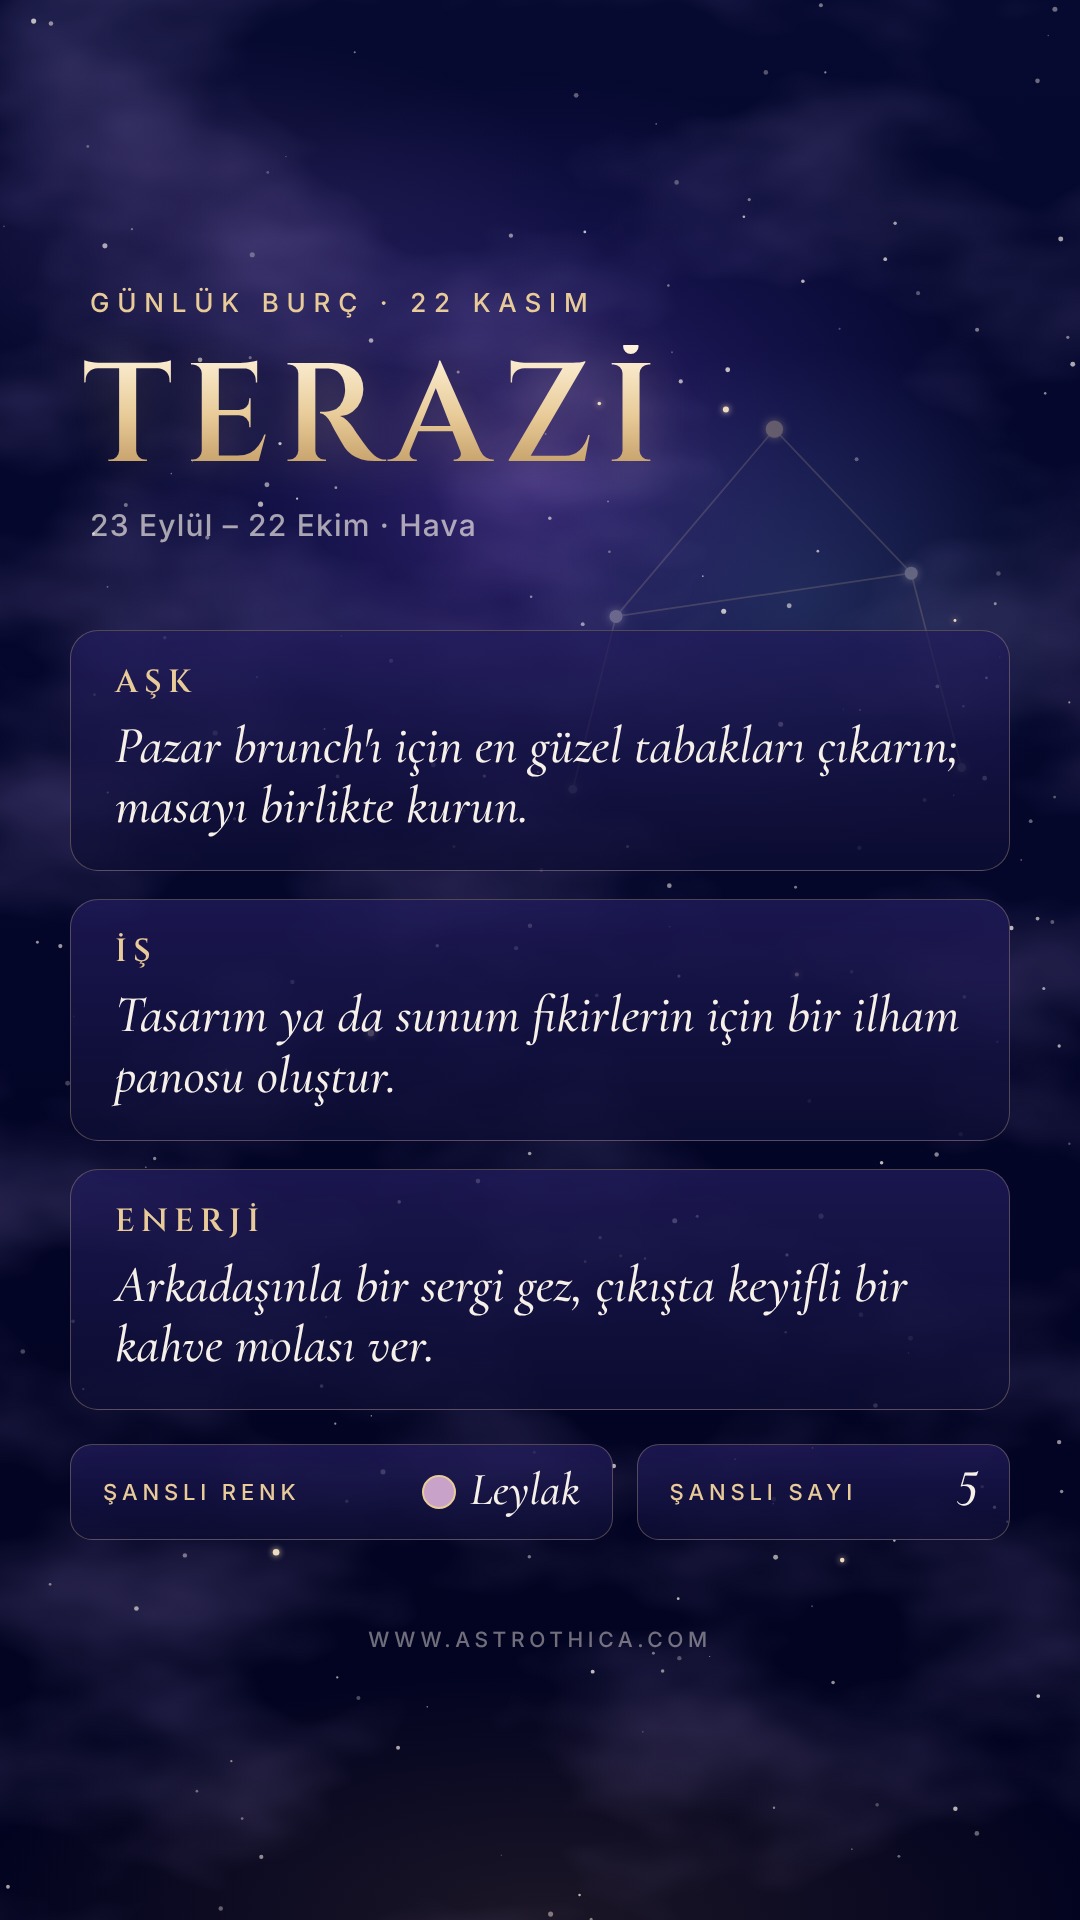 GÜNLÜK BURÇ · 22 KASIM
TERAZİ
23 Eylül – 22 Ekim · Hava
AŞK
Pazar brunch'ı için en güzel tabakları çıkarın;
masayı birlikte kurun.
İŞ
Tasarım ya da sunum fikirlerin için bir ilham
panosu oluştur.
ENERJİ
Arkadaşınla bir sergi gez, çıkışta keyifli bir
kahve molası ver.
ŞANSLI RENK Leylak
ŞANSLI SAYI 5
WWW.ASTROTHICA.COM